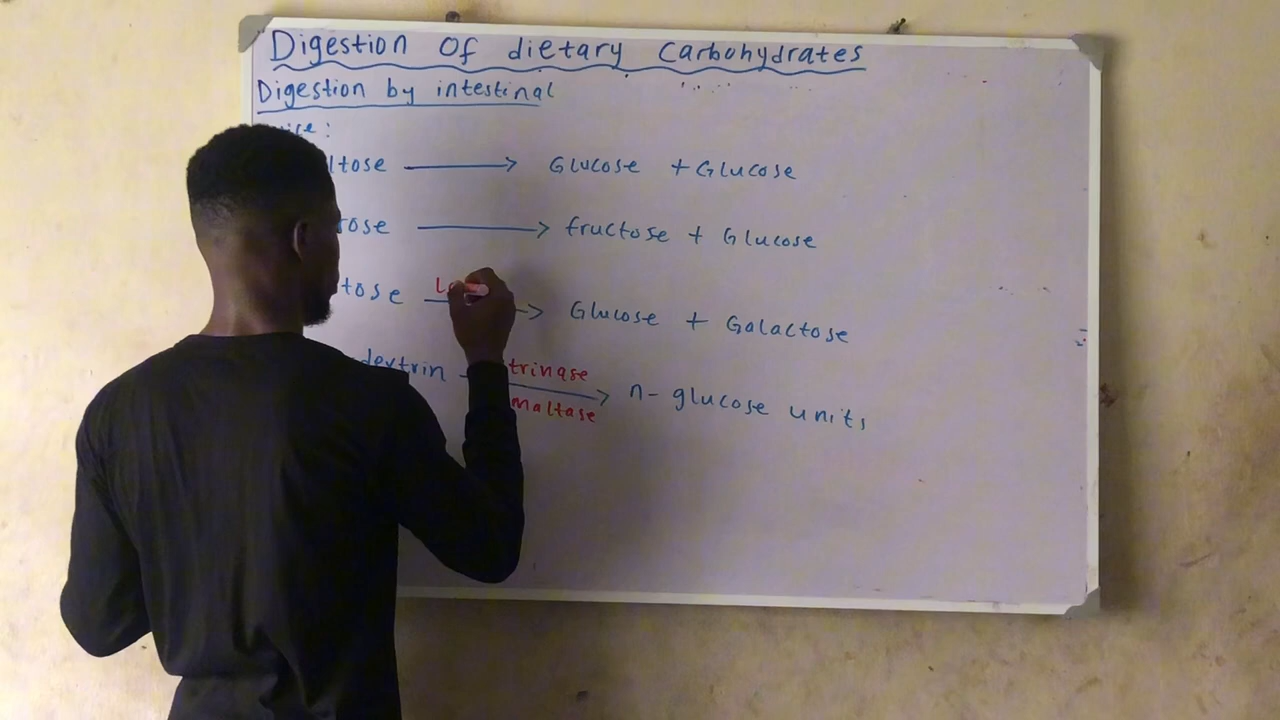 Digestion Of dietary Carbohydrates
Digestion by intestinal
ltose ⟶ Glucose + Glucose
rose ⟶ fructose + Glucose
tose ⟶ Glucose + Galactose
dextrin trinase ⟶ n- glucose units
maltase